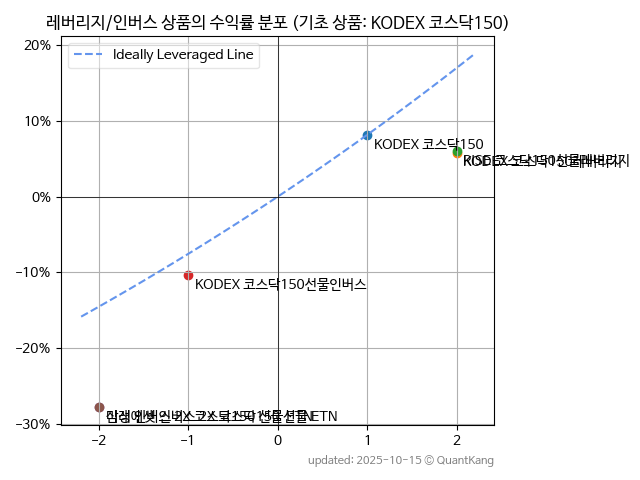 레버리지/인버스 상품의 수익률 분포 (기초 상품: KODEX 코스닥150)
Ideally Leveraged Line
20%
10%
0%
−10%
−20%
−30%
KODEX 코스닥150
KODEX 코스닥150선물인버스
−2
−1
0
1
2
updated: 2025-10-15 © QuantKang